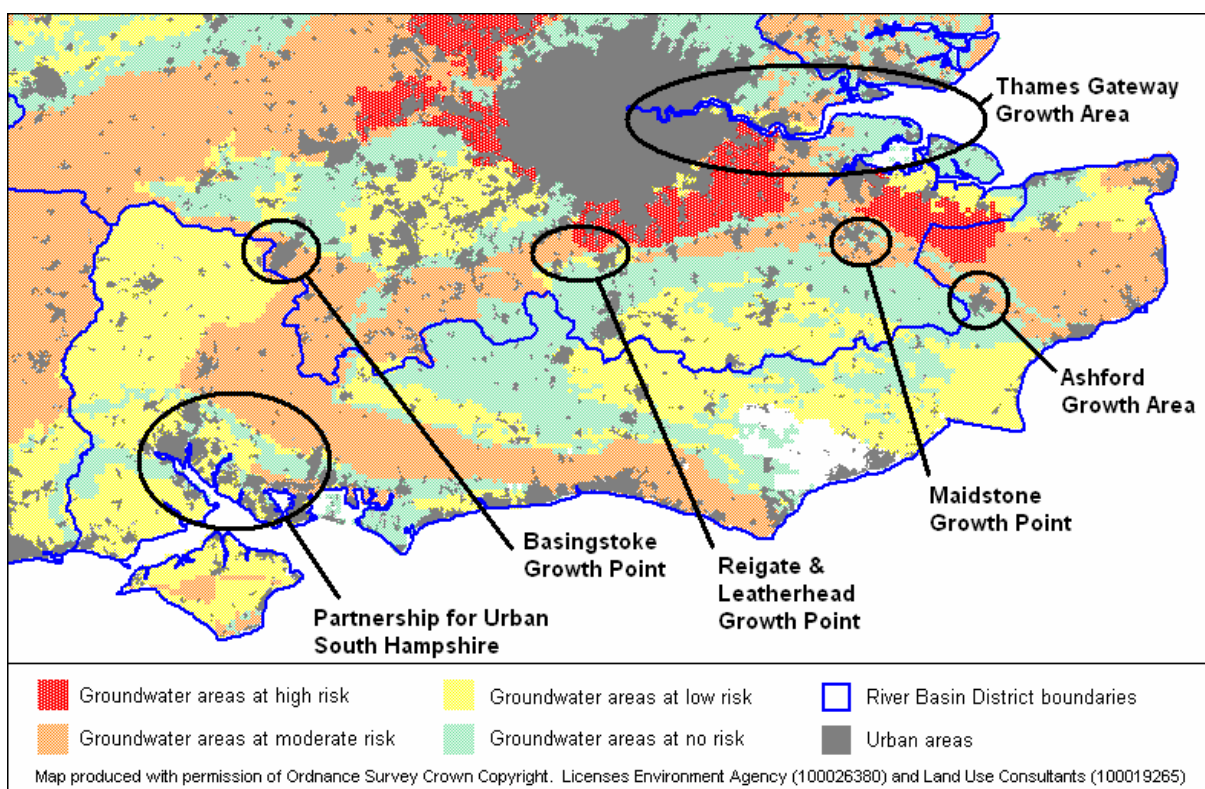 Thames Gateway
Growth Area
Ashford
Growth Area
Maidstone
Growth Point
Basingstoke
Growth Point
Reigate &
Leatherhead
Growth Point
Partnership for Urban
South Hampshire
Groundwater areas at high risk
Groundwater areas at low risk
River Basin District boundaries
Groundwater areas at moderate risk
Groundwater areas at no risk
Urban areas
Map produced with permission of Ordnance Survey Crown Copyright. Licenses Environment Agency (100026380) and Land Use Consultants (100019265)